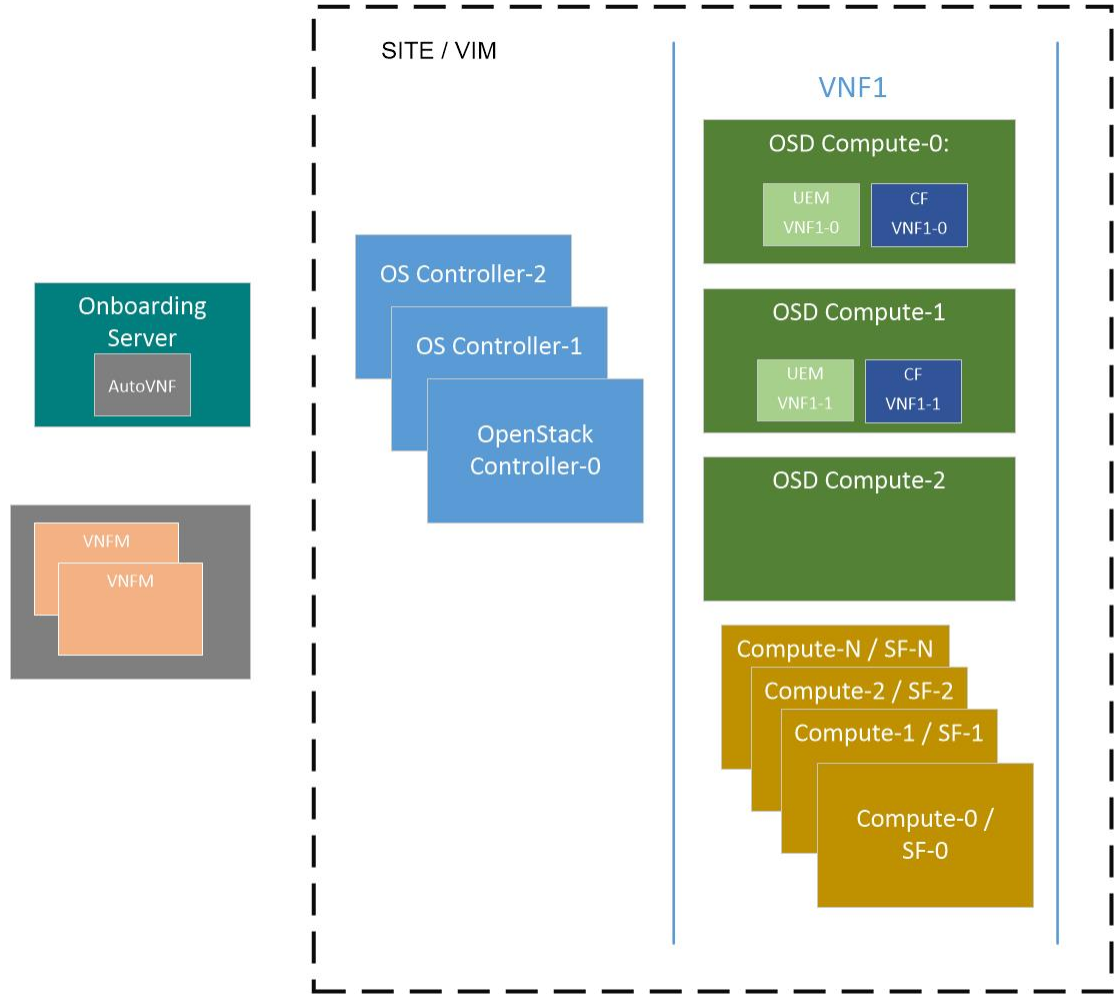 SITE / VIM
VNF1
OSD Compute-0:
UEM
VNF1-0
CF
VNF1-0
OS Controller-2
Onboarding
Server
AutoVNF
OSD Compute-1
UEM
VNF1-1
CF
VNF1-1
OS Controller-1
OpenStack
Controller-0
OSD Compute-2
VNFM
VNFM
Compute-N / SF-N
Compute-2 / SF-2
Compute-1 / SF-1
Compute-0 /
SF-0